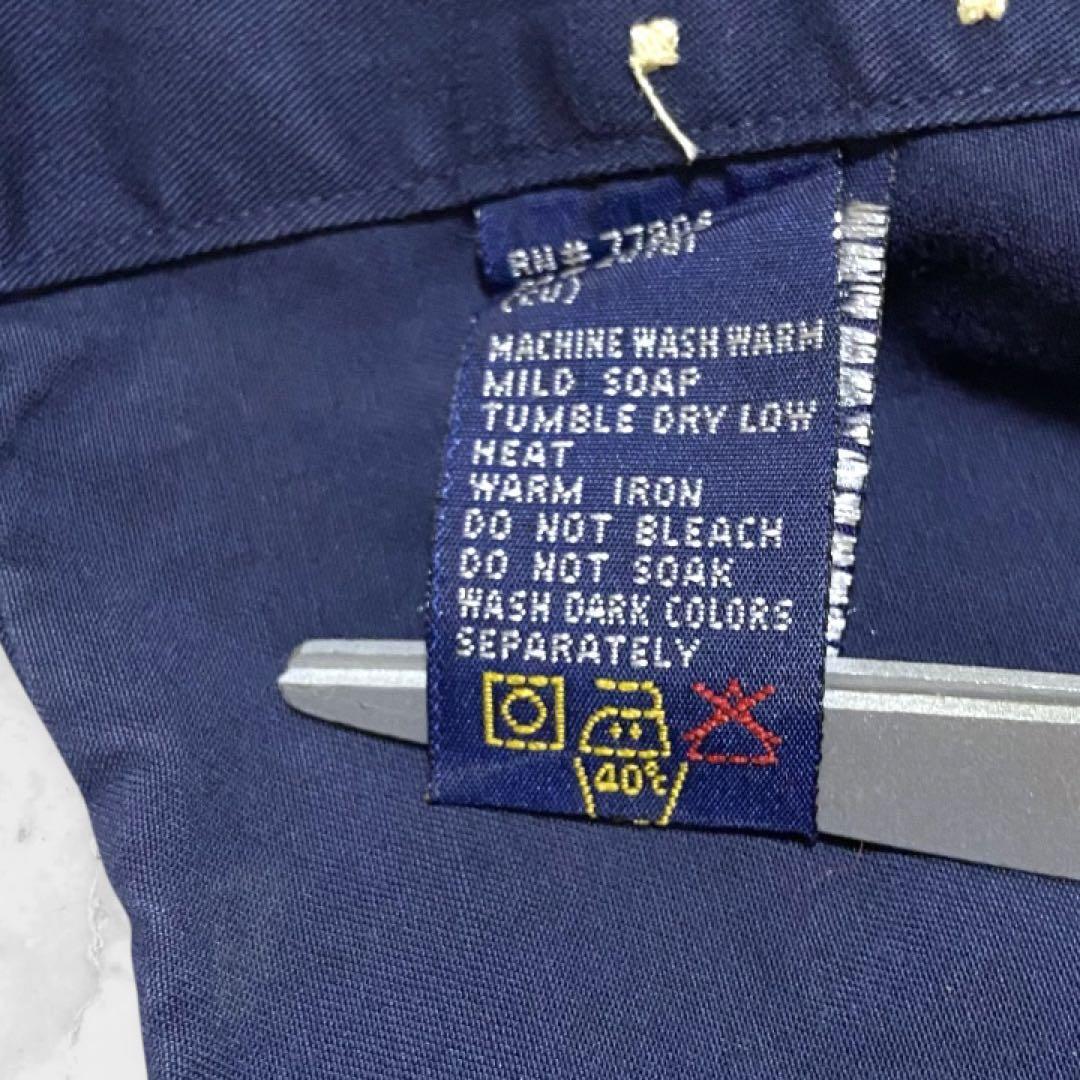 MACHINE WASH WARM
MILD SOAP
TUMBLE DRY LOW
HEAT
WARM IRON
DO NOT BLEACH
DO NOT SOAK
WASH DARK COLORS
SEPARATELY
40°C